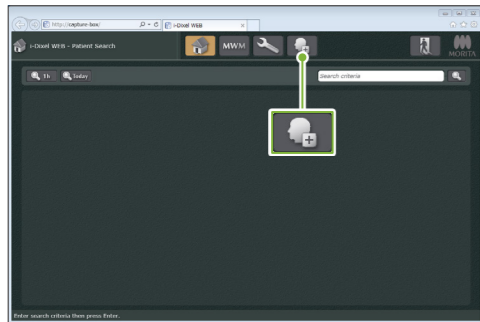 http://capture-box/
i-Dixel WEB
i-Dixel WEB - Patient Search
MWM
MORITA
1h
Today
Search criteria
Enter search criteria then press Enter.